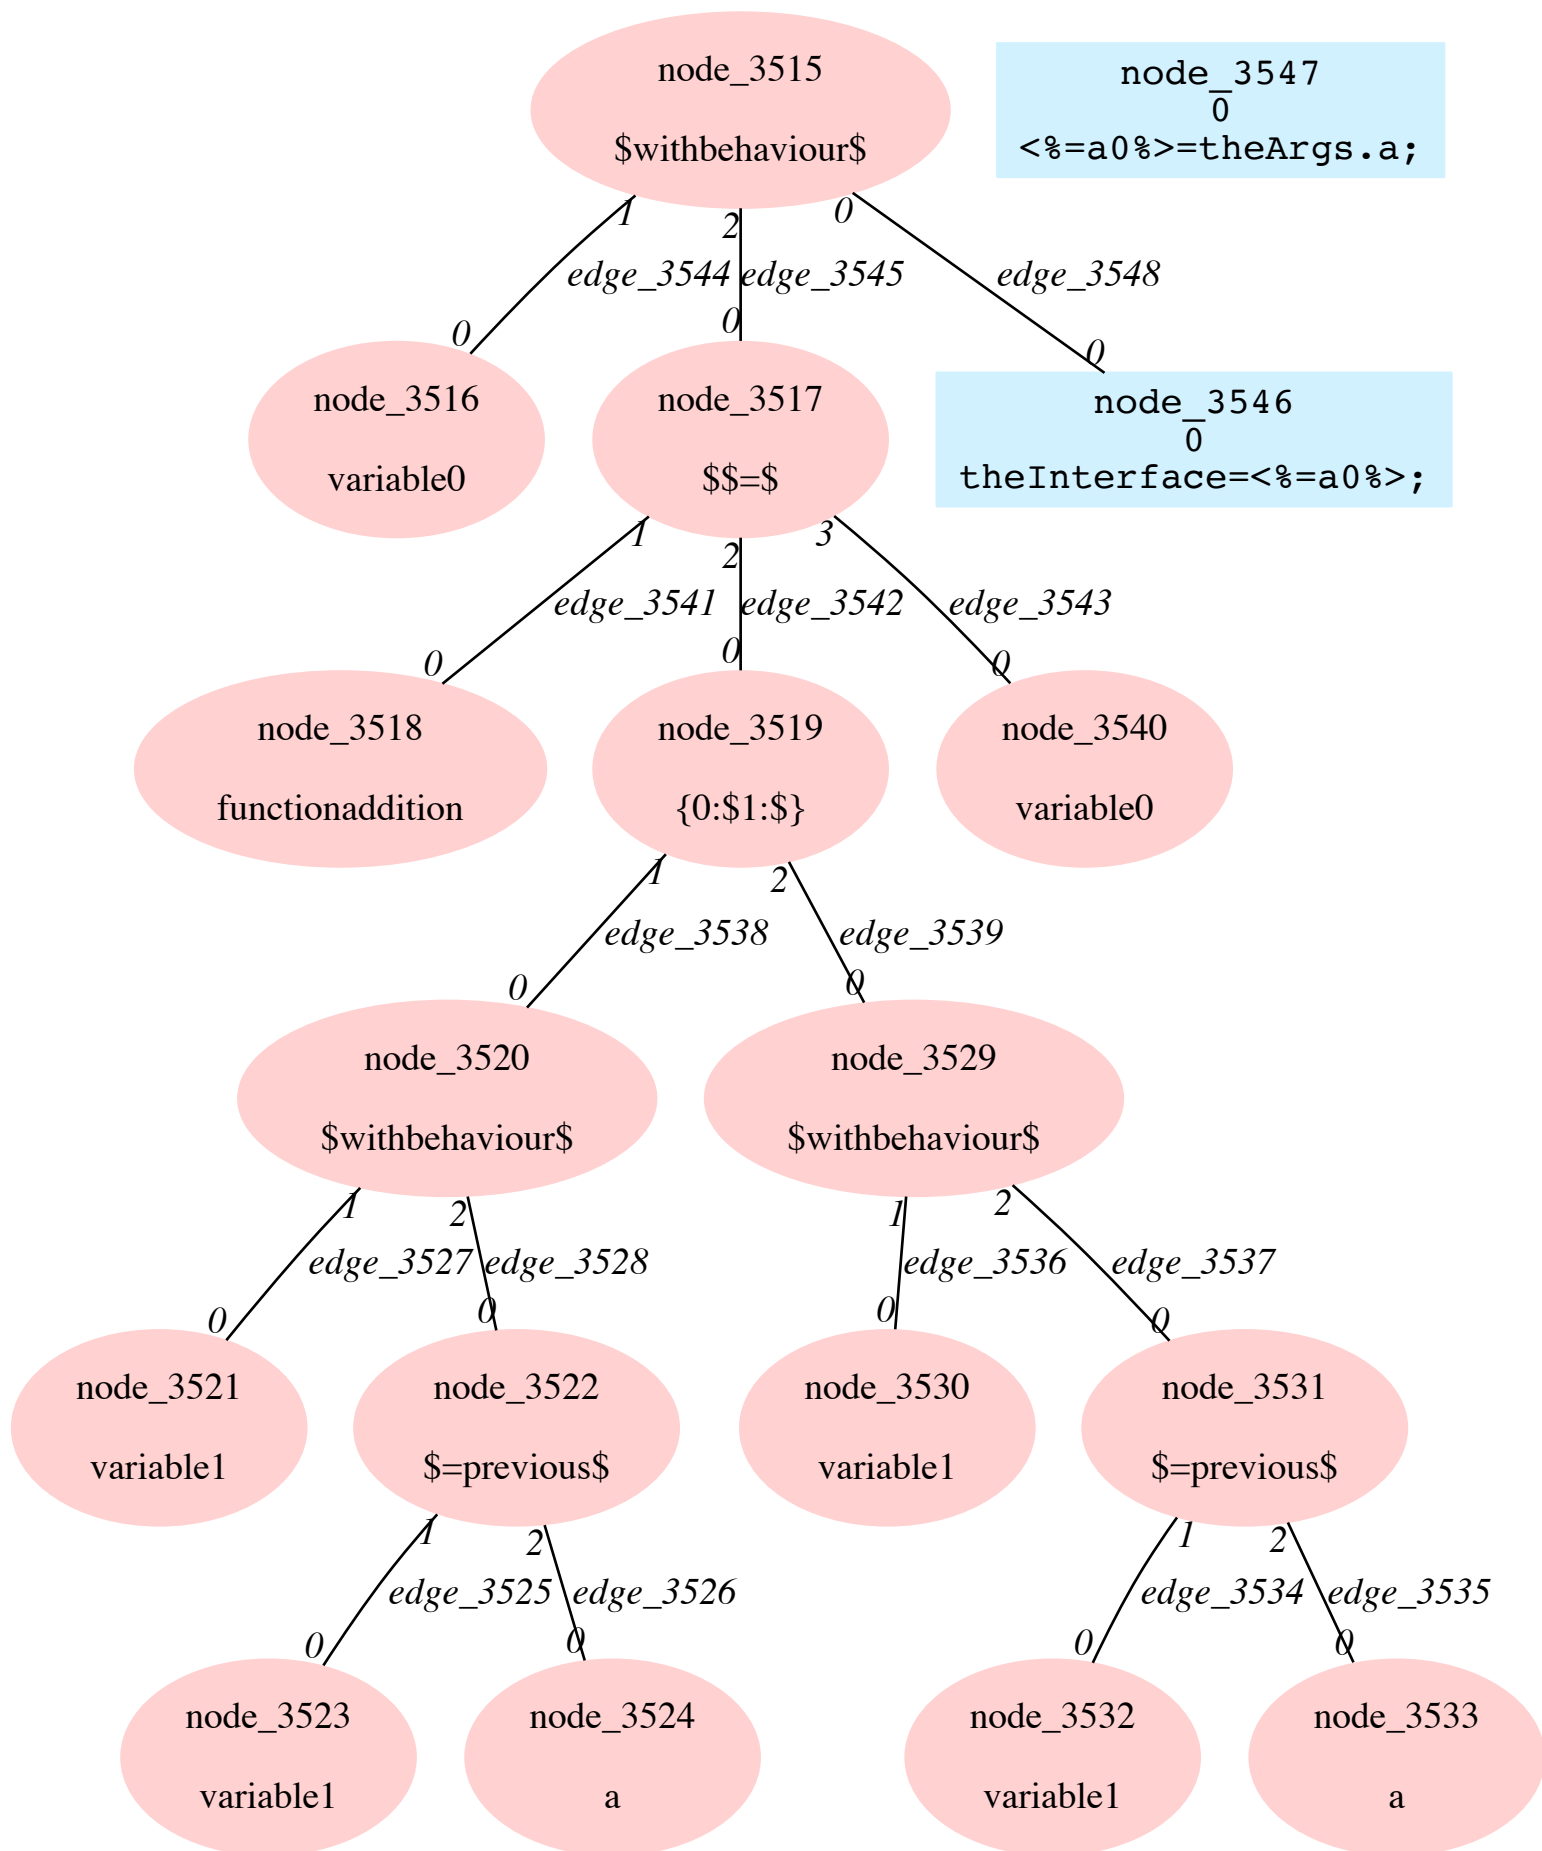 node_3515
$withbehaviour$
node_3547
0
<%=a0%>=theArgs.a;
1
2
0
edge_3544
edge_3545
edge_3548
0
0
0
node_3516
variable0
node_3517
$$=$
node_3546
0
theInterface=<%=a0%>;
1
2
3
edge_3541
edge_3542
edge_3543
0
0
0
node_3518
functionaddition
node_3519
{0:$1:$}
node_3540
variable0
1
2
edge_3538
edge_3539
0
0
node_3520
$withbehaviour$
node_3529
$withbehaviour$
1
2
1
2
edge_3527
edge_3528
edge_3536
edge_3537
0
0
0
0
node_3521
variable1
node_3522
$=previous$
node_3530
variable1
node_3531
$=previous$
1
2
1
2
edge_3525
edge_3526
edge_3534
edge_3535
0
0
0
0
node_3523
variable1
node_3524
a
node_3532
variable1
node_3533
a